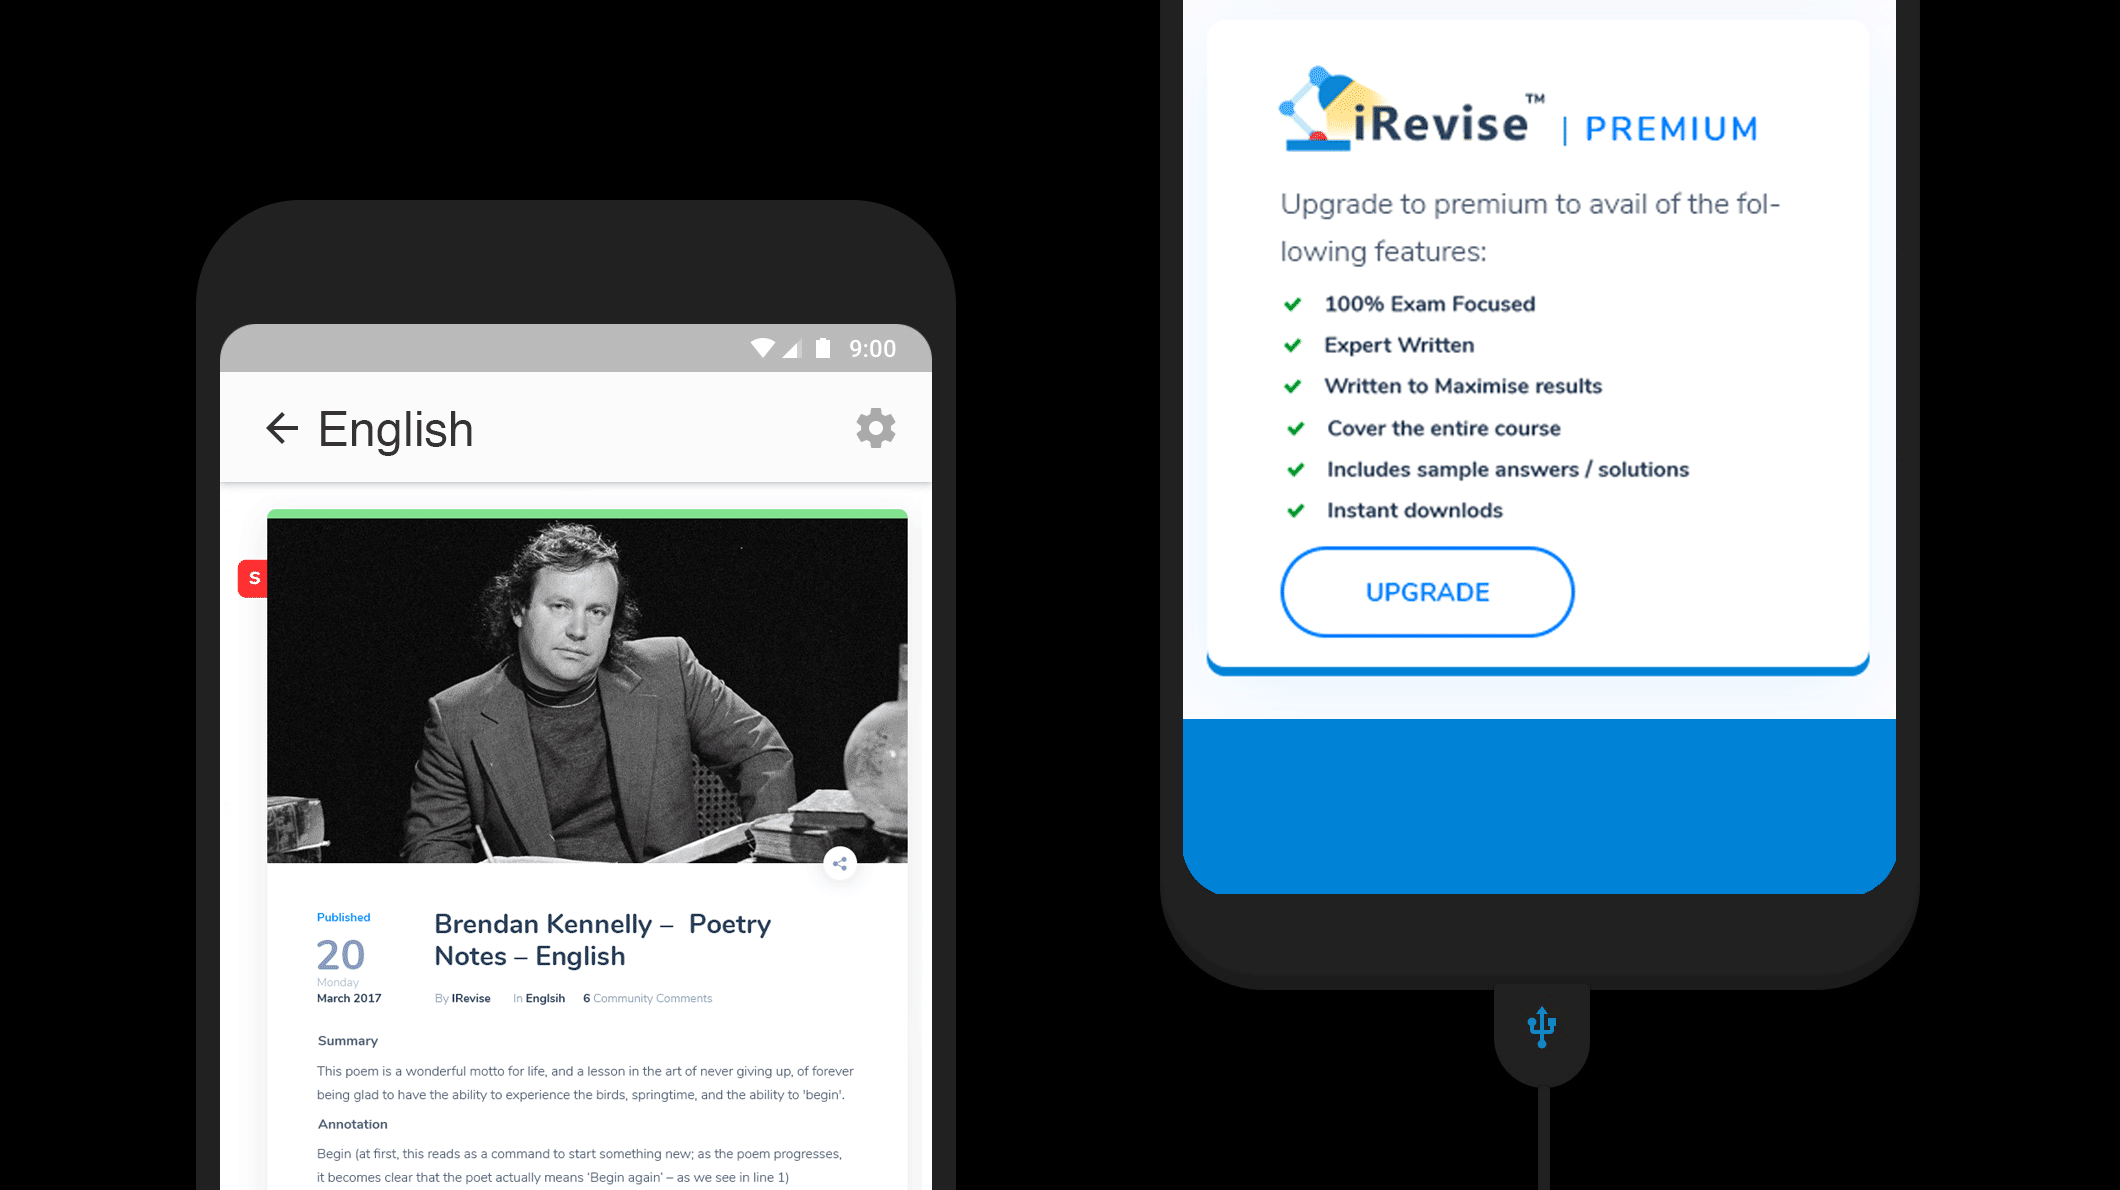 9:00
English
S
Published
20
Monday
March 2017
Brendan Kennelly – Poetry
Notes – English
By IRevise In Englsih 6 Community Comments
Summary
This poem is a wonderful motto for life, and a lesson in the art of never giving up, of forever
being glad to have the ability to experience the birds, springtime, and the ability to 'begin'.
Annotation
Begin (at first, this reads as a command to start something new; as the poem progresses,
it becomes clear that the poet actually means ‘Begin again’ – as we see in line 1)
iRevise™ | PREMIUM
Upgrade to premium to avail of the fol-
lowing features:
100% Exam Focused
Expert Written
Written to Maximise results
Cover the entire course
Includes sample answers / solutions
Instant downlods
UPGRADE